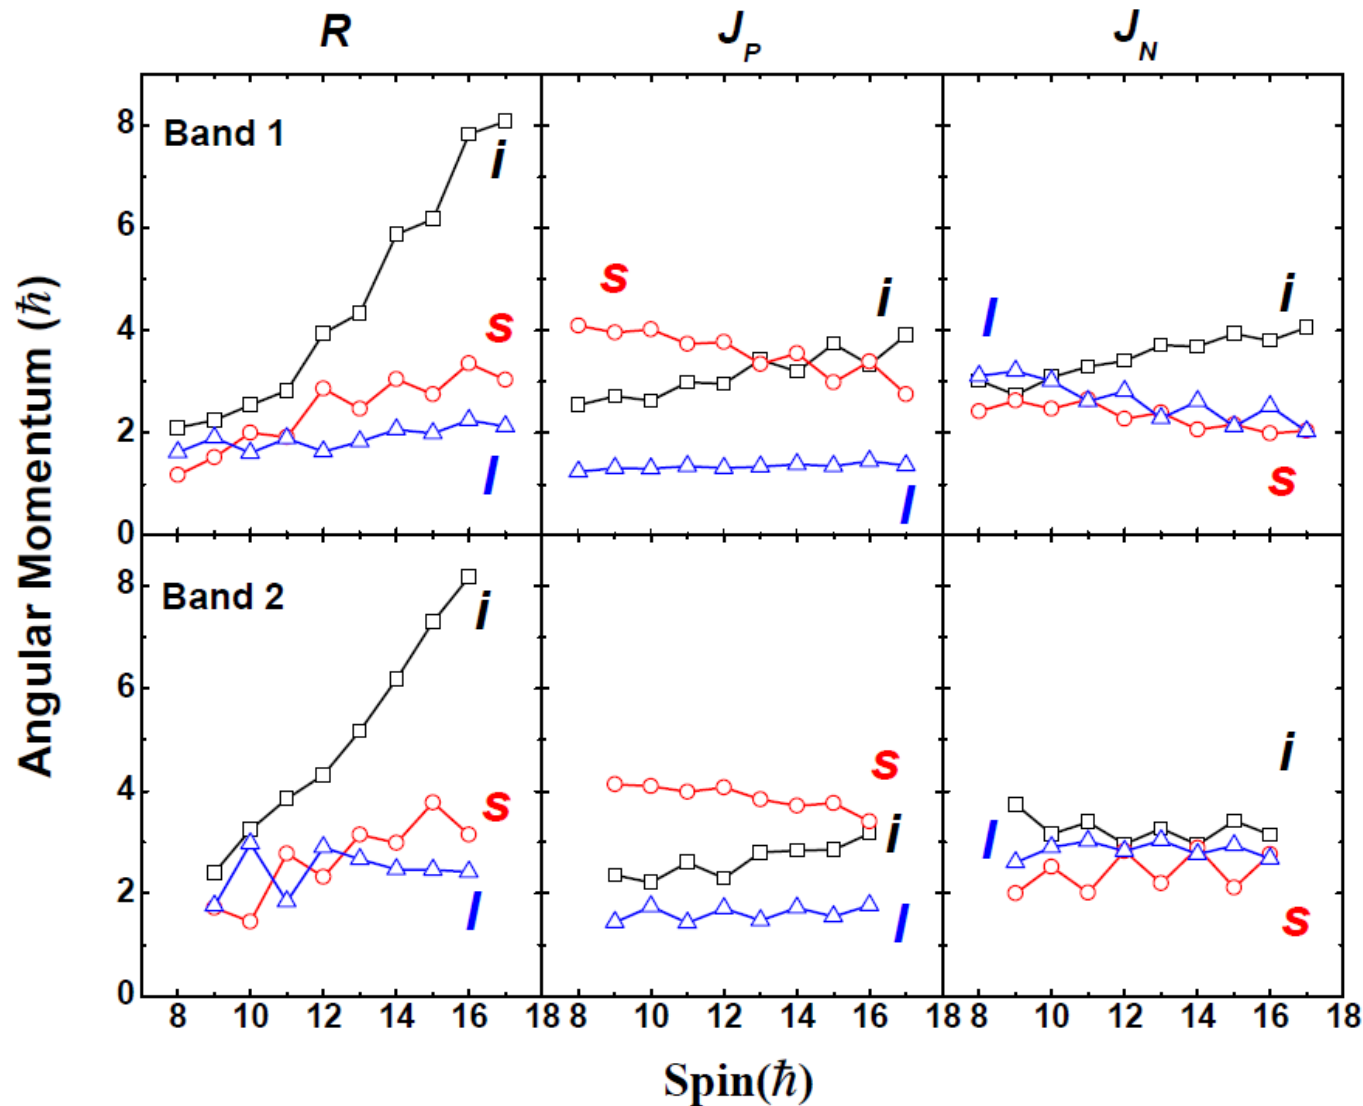 R J_P J_N
8 6 4 2 0
Band 1
i
s
l
s
i
l
l
i
s
8 6 4 2 0
Band 2
i
s
l
s
i
l
i
l
s
8 10 12 14 16 18 8 10 12 14 16 18 8 10 12 14 16 18
Angular Momentum (ℏ)
Spin(ℏ)